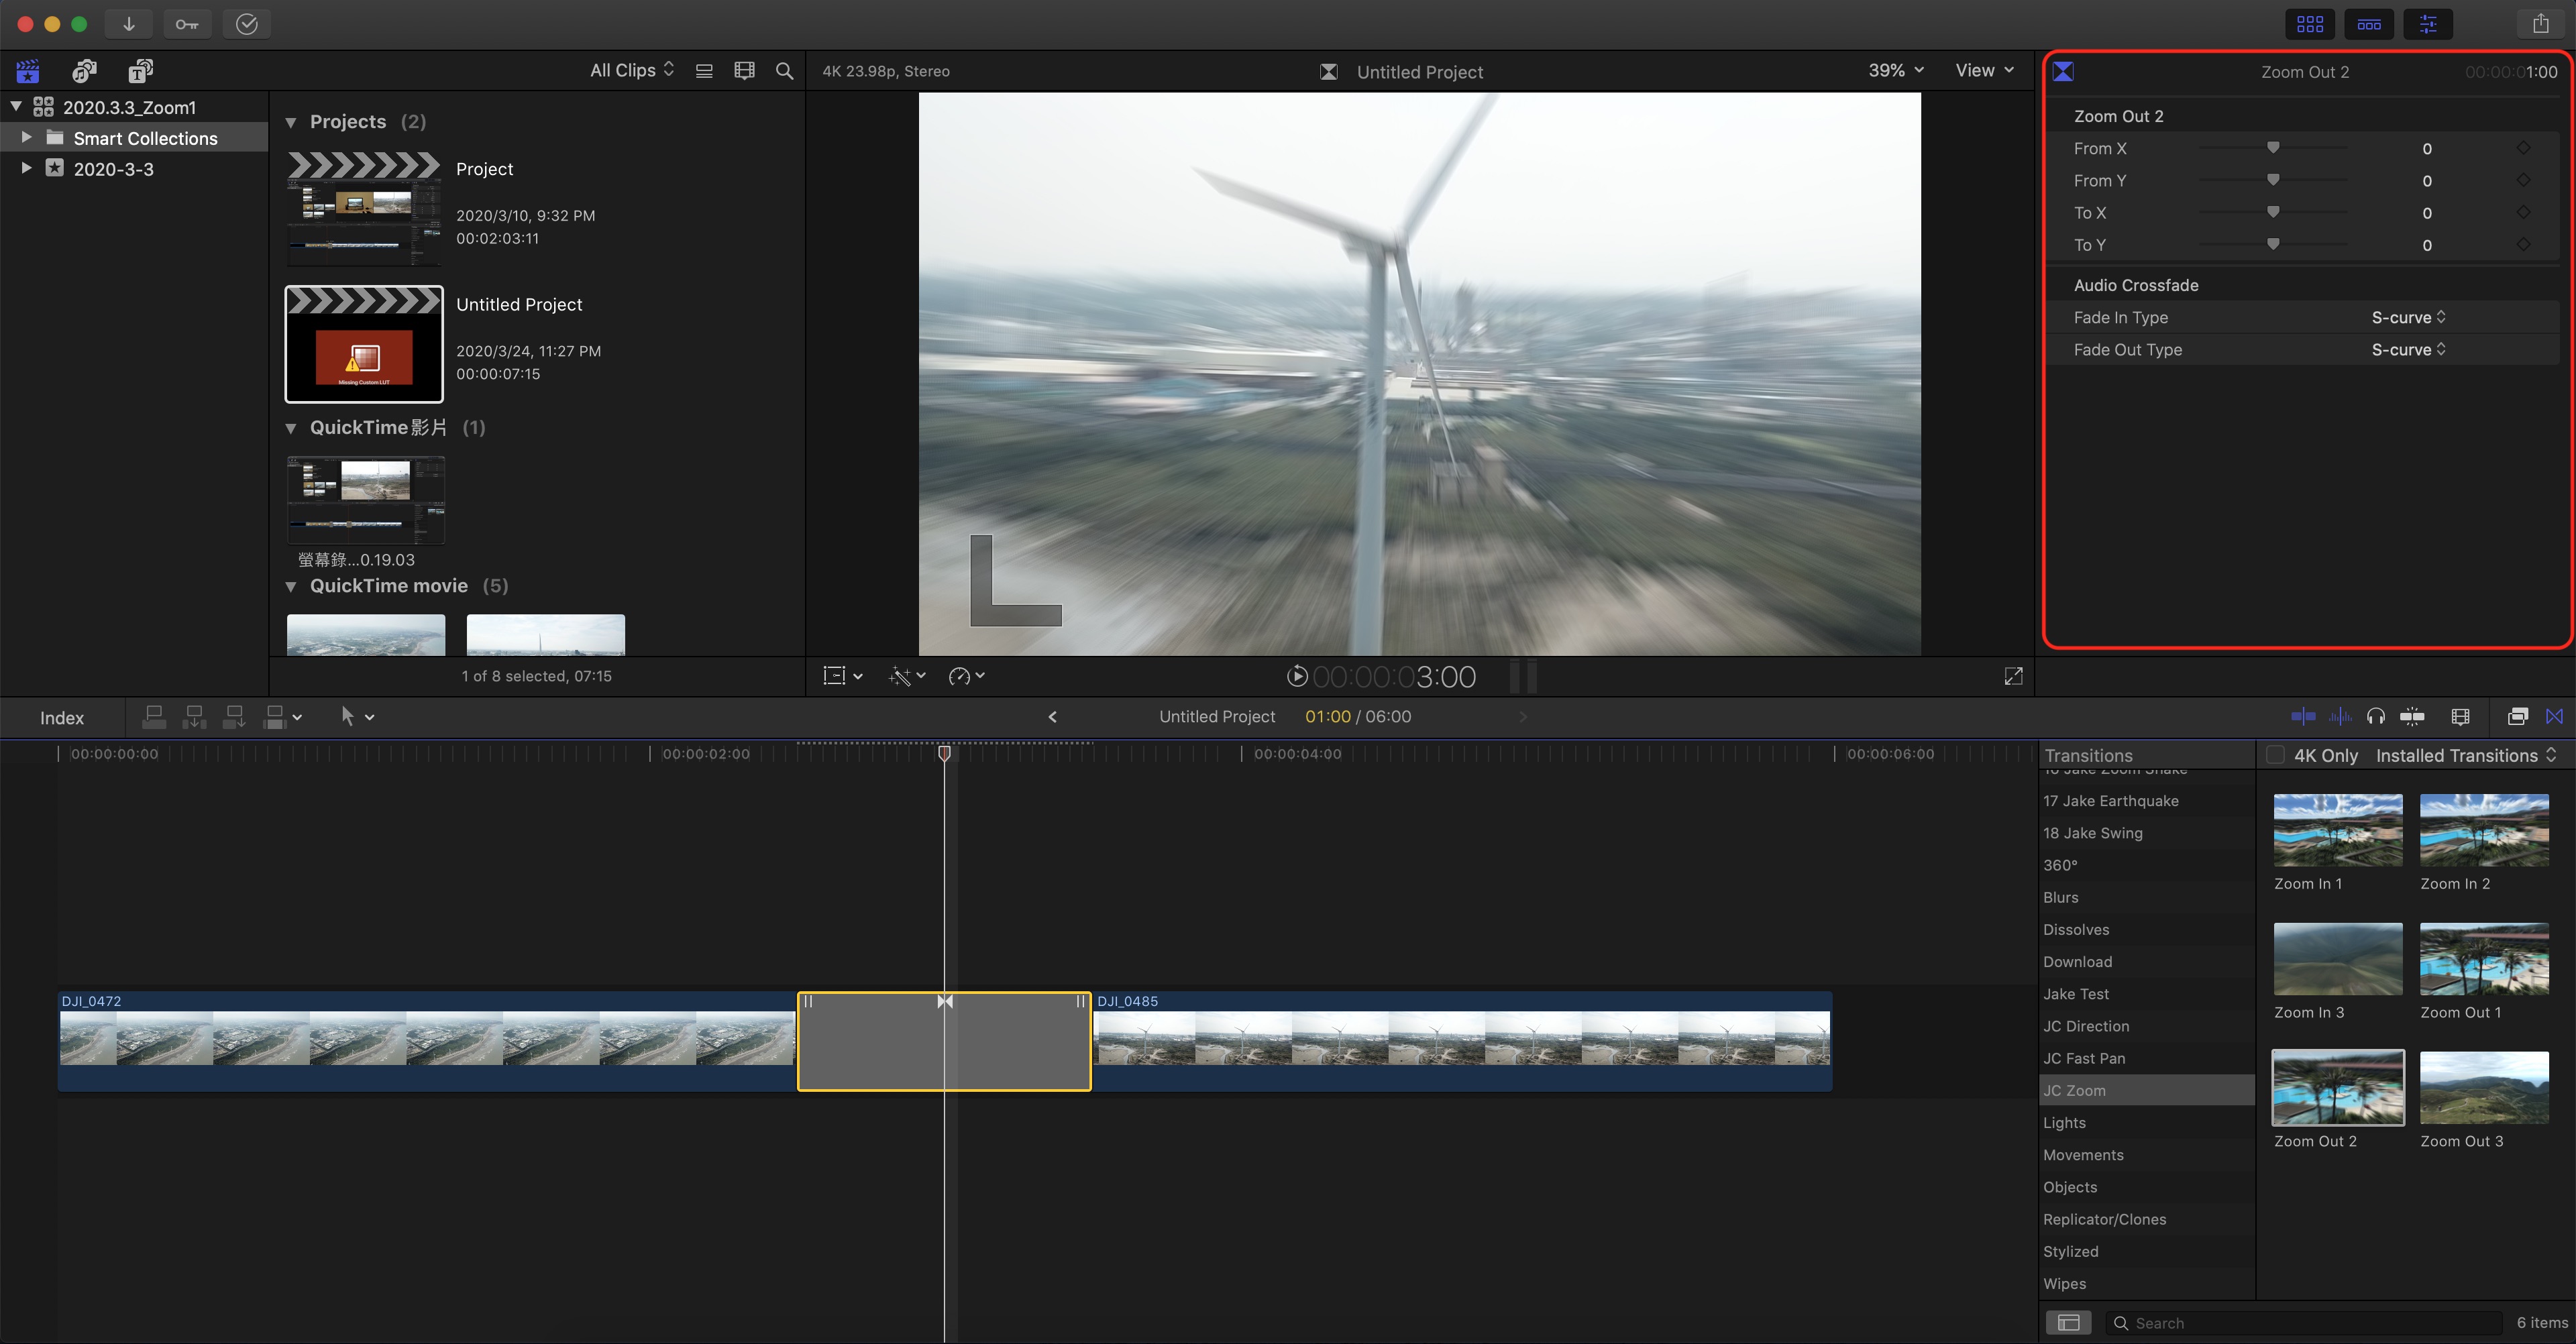 All Clips
4K 23.98p, Stereo
Untitled Project
39%
View
Zoom Out 2
00:00:01:00
2020.3.3_Zoom1
Smart Collections
2020-3-3
Projects (2)
Project
2020/3/10, 9:32 PM
00:02:03:11
Untitled Project
2020/3/24, 11:27 PM
00:00:07:15
Missing Custom LUT
QuickTime影片 (1)
螢幕錄...0.19.03
QuickTime movie (5)
1 of 8 selected, 07:15
Zoom Out 2
From X 0
From Y 0
To X 0
To Y 0
Audio Crossfade
Fade In Type S-curve
Fade Out Type S-curve
00:00:03:00
Index
Untitled Project 01:00 / 06:00
00:00:00:00
00:00:02:00
00:00:04:00
00:00:06:00
DJI_0472
DJI_0485
Transitions
4K Only
Installed Transitions
16 Jake Zoom Shake
17 Jake Earthquake
18 Jake Swing
360°
Blurs
Dissolves
Download
Jake Test
JC Direction
JC Fast Pan
JC Zoom
Lights
Movements
Objects
Replicator/Clones
Stylized
Wipes
Zoom In 1
Zoom In 2
Zoom In 3
Zoom Out 1
Zoom Out 2
Zoom Out 3
Search
6 items